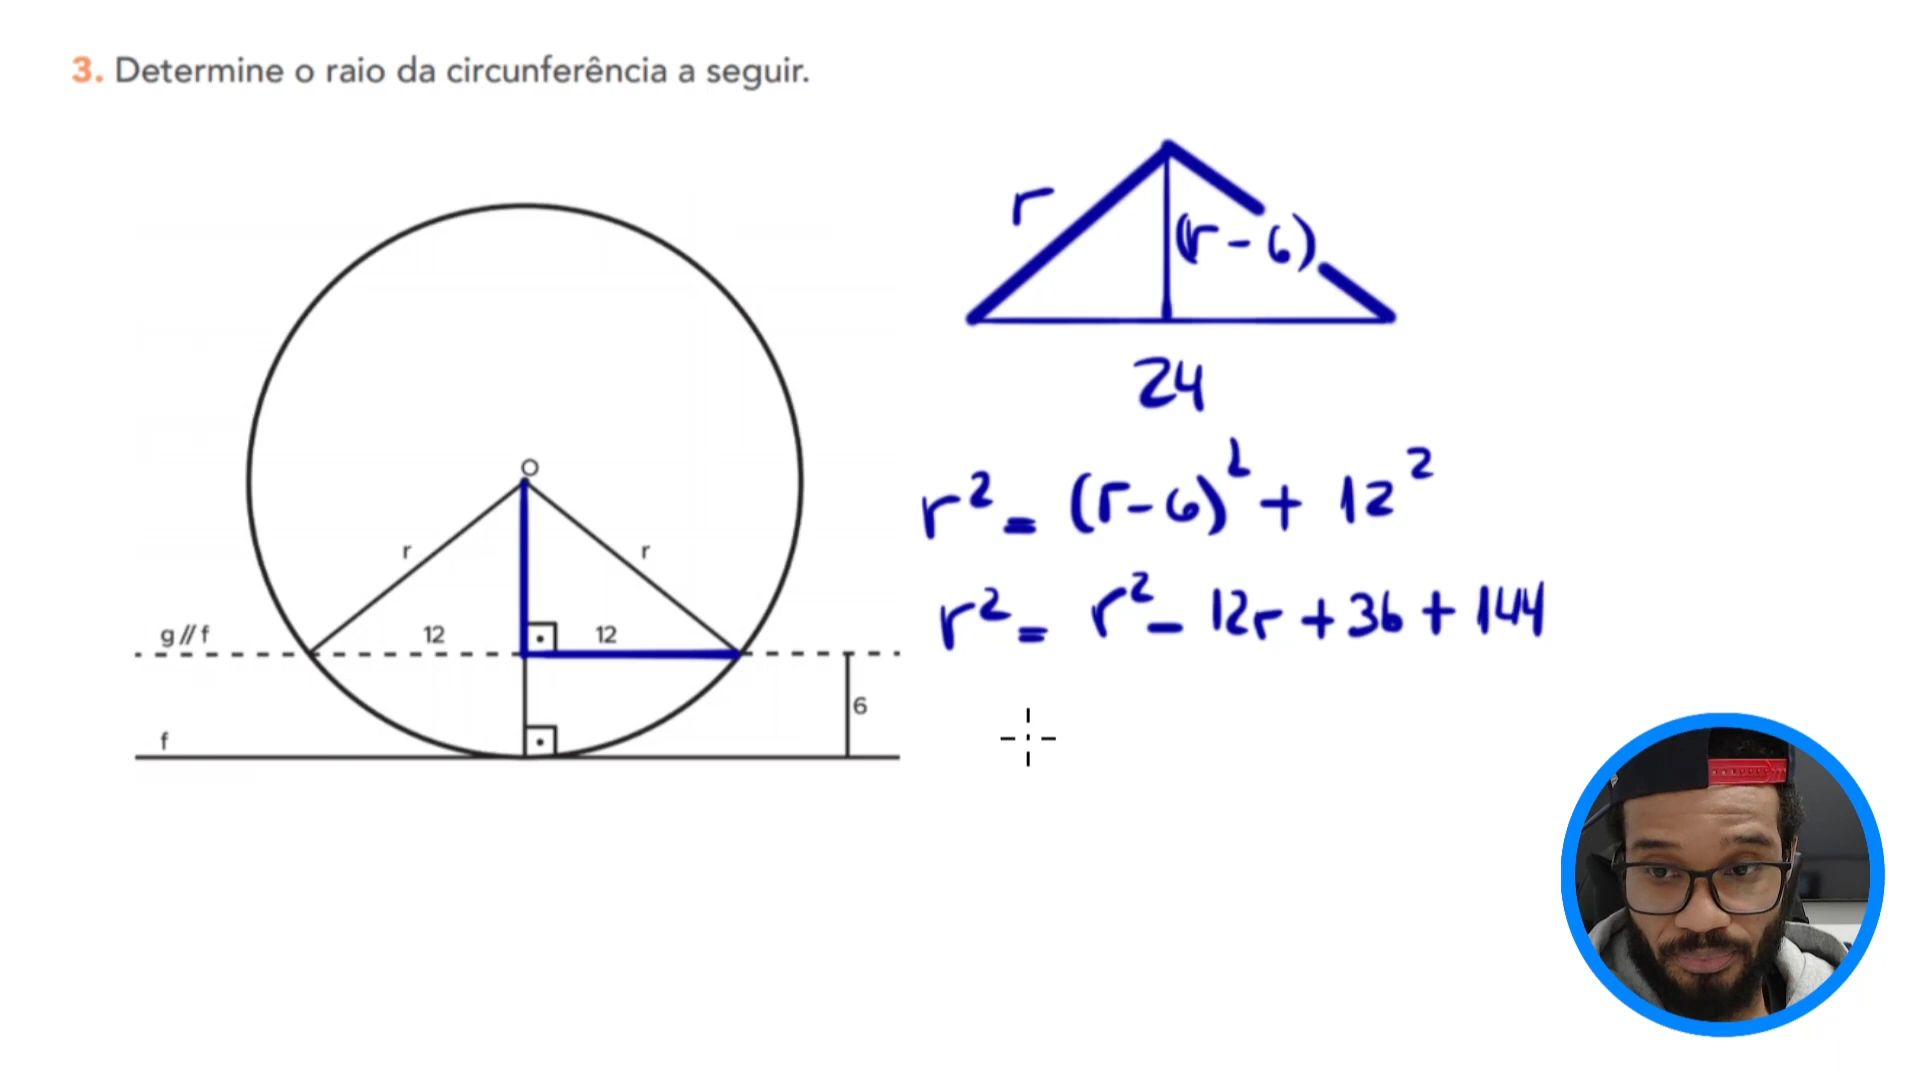 3. Determine o raio da circunferência a seguir.
r
(r - 6)
24
O
r
r
r² = (r-6)² + 12²
r² = r² - 12r + 36 + 144
g // f
12
12
6
f